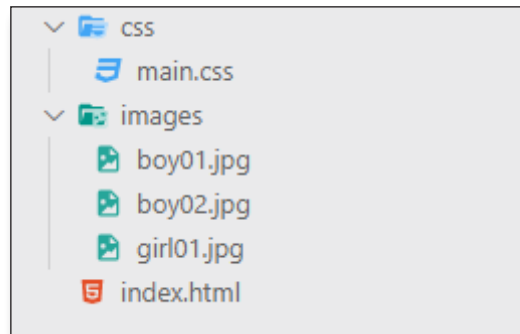 css
main.css
images
boy01.jpg
boy02.jpg
girl01.jpg
index.html